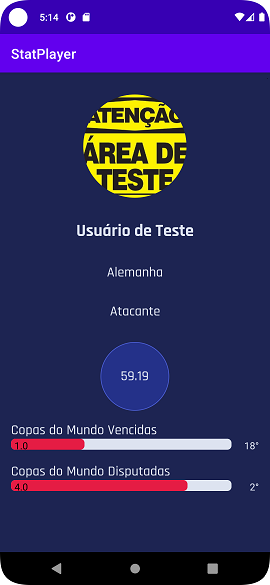 5:14
StatPlayer
ATENÇÃO
ÁREA DE
TESTE
Usuário de Teste
Alemanha
Atacante
59.19
Copas do Mundo Vencidas
1.0 18°
Copas do Mundo Disputadas
4.0 2°